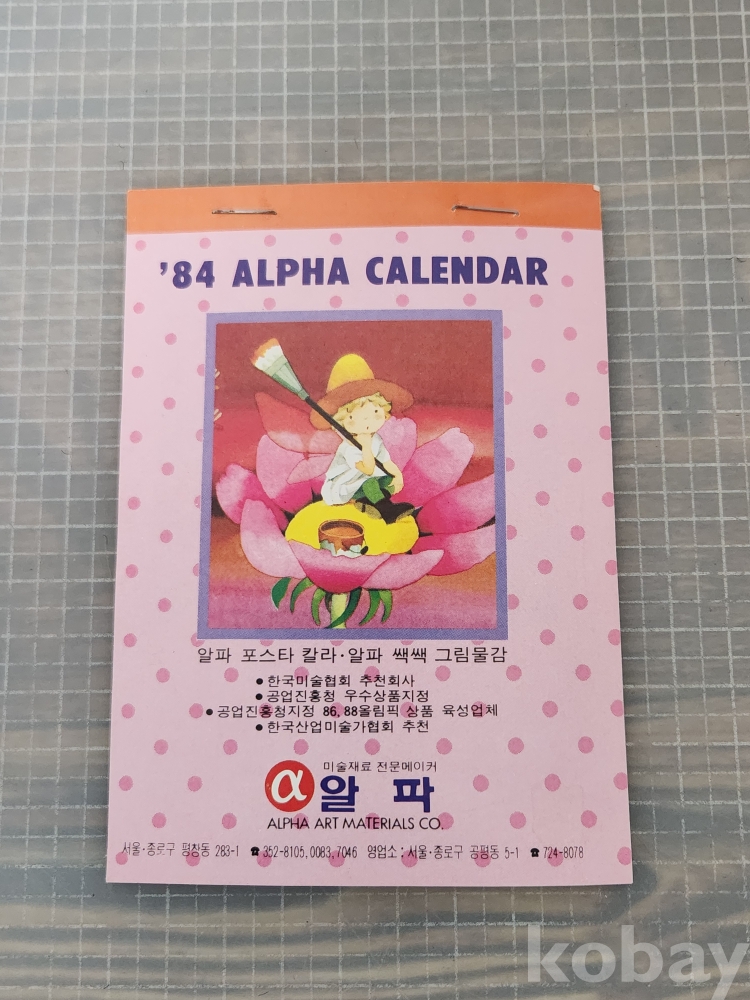 '84 ALPHA CALENDAR
알파 포스타 칼라·알파 쌕쌕 그림물감
● 한국미술협회 추천회사
● 공업진흥청 우수상품지정
● 공업진흥청지정 86, 88올림픽 상품 육성업체
● 한국산업미술가협회 추천
미술재료 전문메이커
α 알 파
ALPHA ART MATERIALS CO.
서울·종로구 평창동 283-1 ☎ 352-8105, 0083, 7046 영업소 : 서울·종로구 공평동 5-1 ☎ 724-8078
kobay